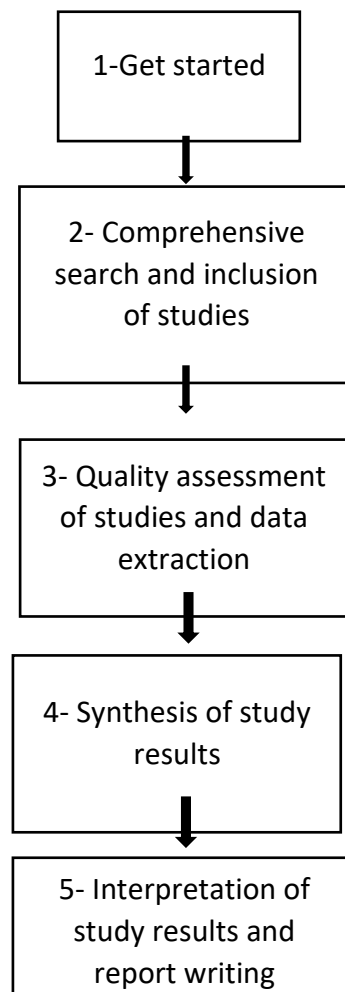 1-Get started
2- Comprehensive
search and inclusion
of studies
3- Quality assessment
of studies and data
extraction
4- Synthesis of study
results
5- Interpretation of
study results and
report writing